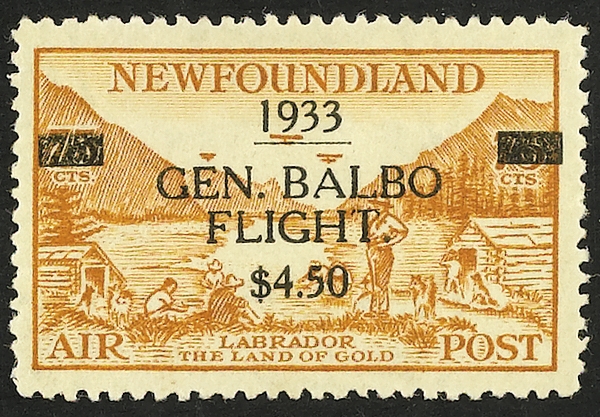 NEWFOUNDLAND
1933
CTS. CTS.
GEN. BALBO
FLIGHT.
$4.50
LABRADOR
AIR THE LAND OF GOLD POST